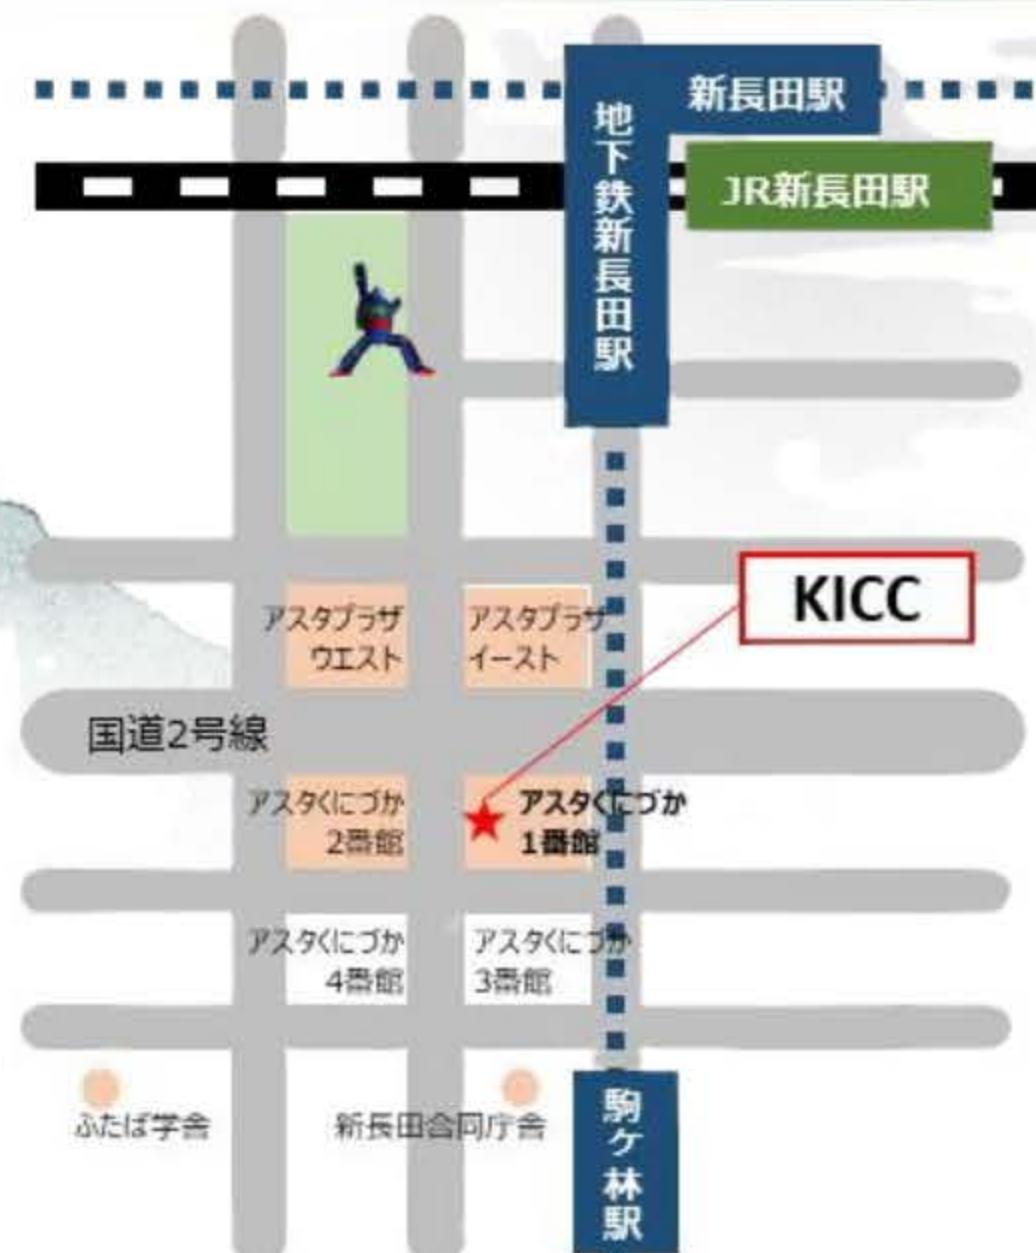 新長田駅
地下鉄新長田駅
JR新長田駅
KICC
アスタプラザ
ウエスト
アスタプラザ
イースト
国道2号線
アスタくにづか
2番館
アスタくにづか
1番館
アスタくにづか
4番館
アスタくにづか
3番館
ふたば学舎
新長田合同庁舎
駒ケ林駅